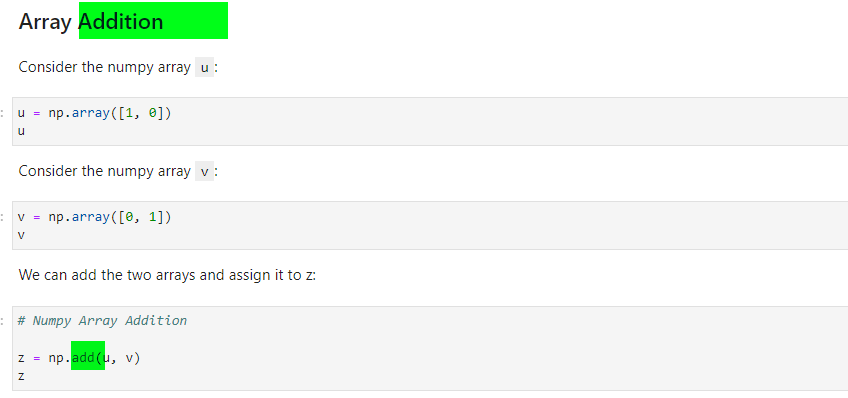 Array Addition
Consider the numpy array u:
u = np.array([1, 0])
u
Consider the numpy array v:
v = np.array([0, 1])
v
We can add the two arrays and assign it to z:
# Numpy Array Addition
z = np.add(u, v)
z